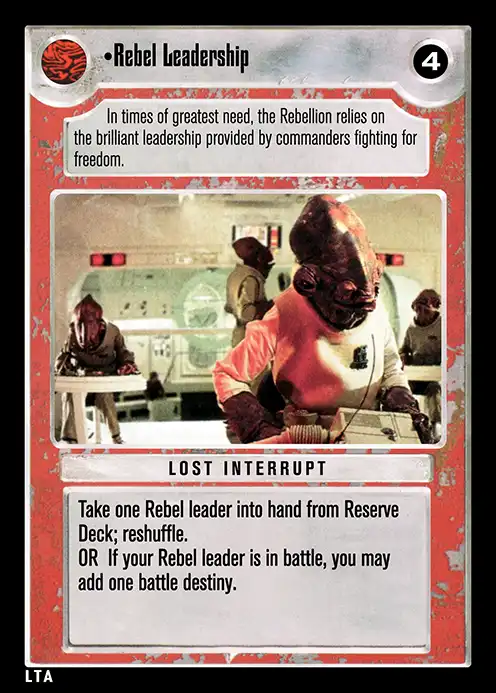 •Rebel Leadership
4
In times of greatest need, the Rebellion relies on
the brilliant leadership provided by commanders fighting for
freedom.
LOST INTERRUPT
Take one Rebel leader into hand from Reserve
Deck; reshuffle.
OR If your Rebel leader is in battle, you may
add one battle destiny.
LTA